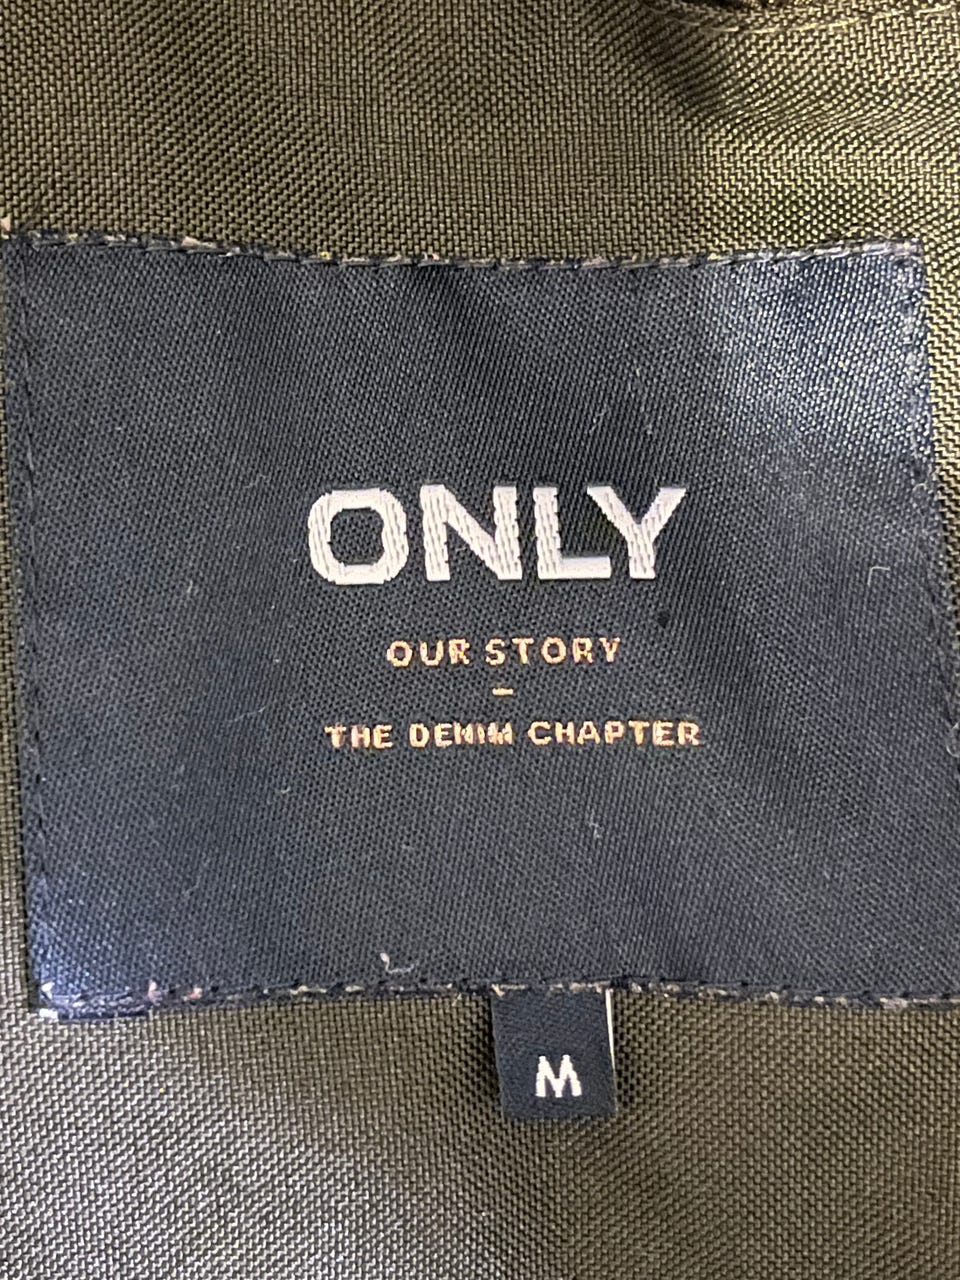 ONLY
OUR STORY
–
THE DENIM CHAPTER
M